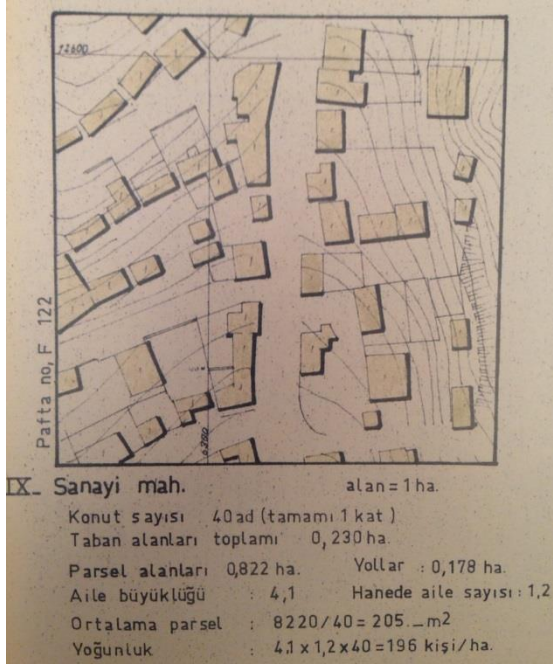 12600
Pafta no, F 122
6200
IX_ Sanayi mah. alan = 1 ha.
Konut sayısı 40 ad (tamamı 1 kat)
Taban alanları toplamı 0,230 ha.
Parsel alanları 0,822 ha. Yollar : 0,178 ha.
Aile büyüklüğü : 4,1 Hanede aile sayısı : 1,2
Ortalama parsel : 8220/40 = 205._m2
Yoğunluk : 4.1 x 1,2 x 40 = 196 kişi/ha.